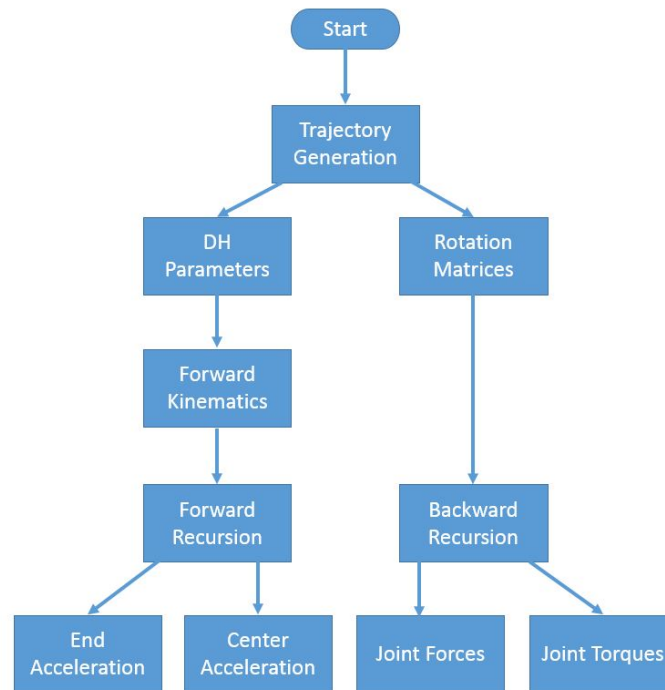 Start
Trajectory
Generation
DH
Parameters
Rotation
Matrices
Forward
Kinematics
Forward
Recursion
Backward
Recursion
End
Acceleration
Center
Acceleration
Joint Forces
Joint Torques